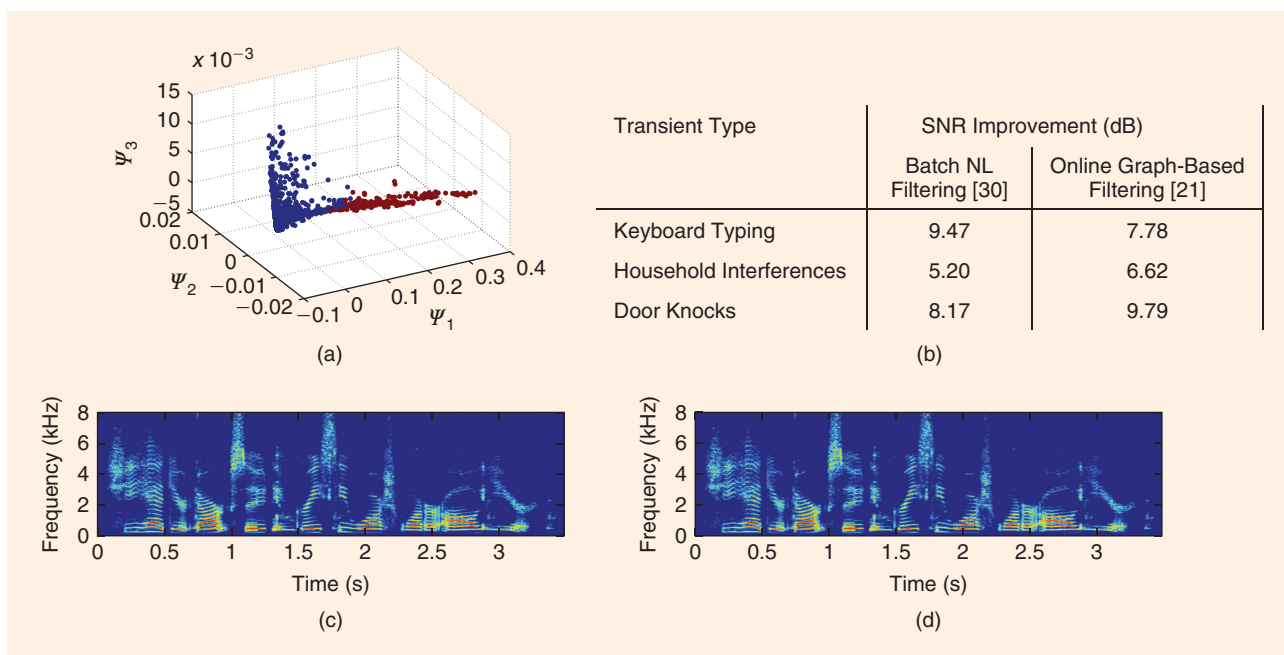 x 10⁻³
15
10
5
0
−5
Ψ3
0.02
0.01
0
−0.01
−0.02
Ψ2
−0.1
0
0.1
0.2
0.3
0.4
Ψ1
(a)
Transient Type
SNR Improvement (dB)
Batch NL Filtering [30]
Online Graph-Based Filtering [21]
Keyboard Typing 9.47 7.78
Household Interferences 5.20 6.62
Door Knocks 8.17 9.79
(b)
Frequency (kHz)
8
6
4
2
0
0 0.5 1 1.5 2 2.5 3
Time (s)
(c)
Frequency (kHz)
8
6
4
2
0
0 0.5 1 1.5 2 2.5 3
Time (s)
(d)